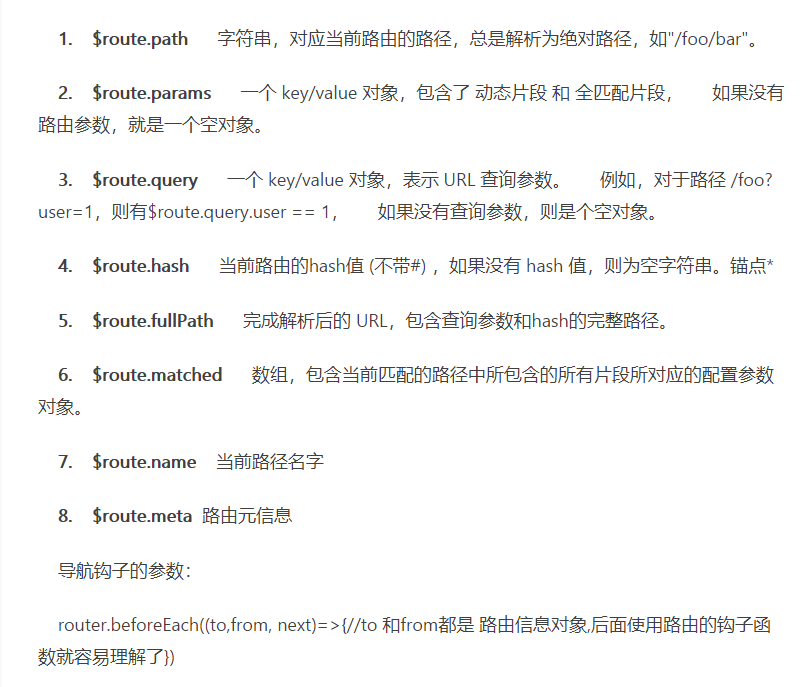 1. $route.path 字符串，对应当前路由的路径，总是解析为绝对路径，如"/foo/bar"。
2. $route.params 一个 key/value 对象，包含了 动态片段 和 全匹配片段， 如果没有
路由参数，就是一个空对象。
3. $route.query 一个 key/value 对象，表示 URL 查询参数。 例如，对于路径 /foo?
user=1，则有$route.query.user == 1， 如果没有查询参数，则是个空对象。
4. $route.hash 当前路由的hash值 (不带#) ，如果没有 hash 值，则为空字符串。锚点*
5. $route.fullPath 完成解析后的 URL，包含查询参数和hash的完整路径。
6. $route.matched 数组，包含当前匹配的路径中所包含的所有片段所对应的配置参数
对象。
7. $route.name 当前路径名字
8. $route.meta 路由元信息
导航钩子的参数：
router.beforeEach((to,from, next)=>{//to 和from都是 路由信息对象,后面使用路由的钩子函
数就容易理解了})